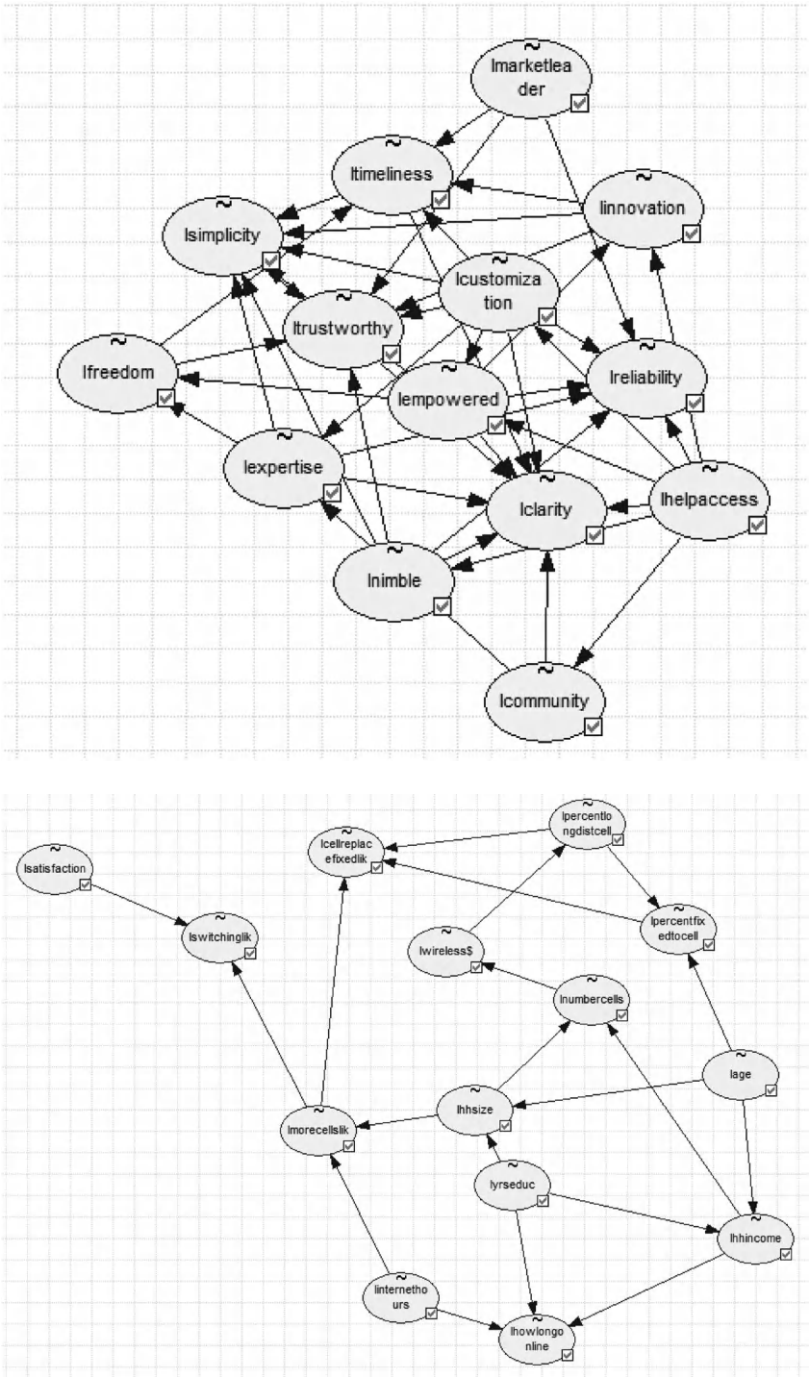 lmarketlea
der
ltimeliness
linnovation
lsimplicity
lcustomiza
tion
ltrustworthy
lfreedom
lreliability
lempowered
lexpertise
lclarity
lhelpaccess
lnimble
lcommunity
lpercentlo
ngdistcell
lcellreplac
efixedlik
lsatisfaction
lpercentfix
edtocell
lswitchinglik
lwireless$
lnumbercells
lage
lhhsize
lmorecellslik
lyrseduc
lhhincome
linternetho
urs
lhowlongo
nline